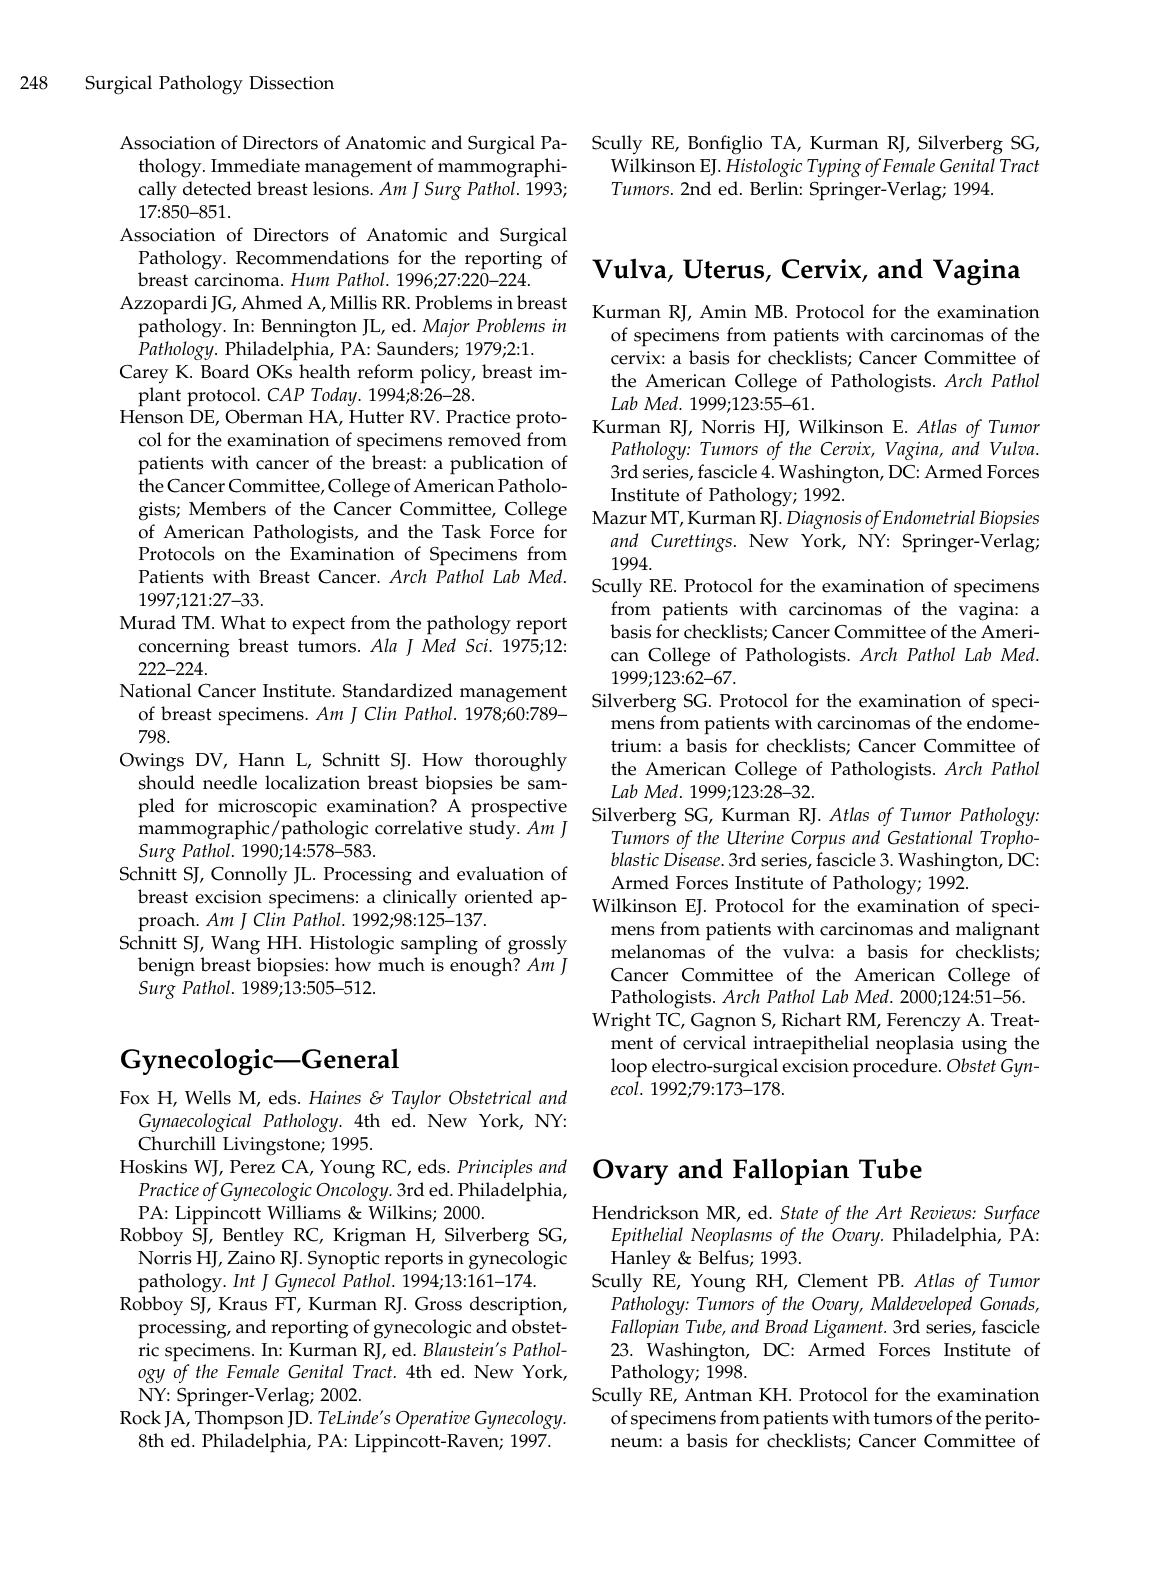 248 Surgical Pathology Dissection
Association of Directors of Anatomic and Surgical Pa-
thology. Immediate management of mammographi-
cally detected breast lesions. Am J Surg Pathol. 1993;
17:850–851.
Association of Directors of Anatomic and Surgical
Pathology. Recommendations for the reporting of
breast carcinoma. Hum Pathol. 1996;27:220–224.
Azzopardi JG, Ahmed A, Millis RR. Problems in breast
pathology. In: Bennington JL, ed. Major Problems in
Pathology. Philadelphia, PA: Saunders; 1979;2:1.
Carey K. Board OKs health reform policy, breast im-
plant protocol. CAP Today. 1994;8:26–28.
Henson DE, Oberman HA, Hutter RV. Practice proto-
col for the examination of specimens removed from
patients with cancer of the breast: a publication of
the Cancer Committee, College of American Patholo-
gists; Members of the Cancer Committee, College
of American Pathologists, and the Task Force for
Protocols on the Examination of Specimens from
Patients with Breast Cancer. Arch Pathol Lab Med.
1997;121:27–33.
Murad TM. What to expect from the pathology report
concerning breast tumors. Ala J Med Sci. 1975;12:
222–224.
National Cancer Institute. Standardized management
of breast specimens. Am J Clin Pathol. 1978;60:789–
798.
Owings DV, Hann L, Schnitt SJ. How thoroughly
should needle localization breast biopsies be sam-
pled for microscopic examination? A prospective
mammographic/pathologic correlative study. Am J
Surg Pathol. 1990;14:578–583.
Schnitt SJ, Connolly JL. Processing and evaluation of
breast excision specimens: a clinically oriented ap-
proach. Am J Clin Pathol. 1992;98:125–137.
Schnitt SJ, Wang HH. Histologic sampling of grossly
benign breast biopsies: how much is enough? Am J
Surg Pathol. 1989;13:505–512.
Gynecologic—General
Fox H, Wells M, eds. Haines & Taylor Obstetrical and
Gynaecological Pathology. 4th ed. New York, NY:
Churchill Livingstone; 1995.
Hoskins WJ, Perez CA, Young RC, eds. Principles and
Practice of Gynecologic Oncology. 3rd ed. Philadelphia,
PA: Lippincott Williams & Wilkins; 2000.
Robboy SJ, Bentley RC, Krigman H, Silverberg SG,
Norris HJ, Zaino RJ. Synoptic reports in gynecologic
pathology. Int J Gynecol Pathol. 1994;13:161–174.
Robboy SJ, Kraus FT, Kurman RJ. Gross description,
processing, and reporting of gynecologic and obstet-
ric specimens. In: Kurman RJ, ed. Blaustein's Pathol-
ogy of the Female Genital Tract. 4th ed. New York,
NY: Springer-Verlag; 2002.
Rock JA, Thompson JD. TeLinde's Operative Gynecology.
8th ed. Philadelphia, PA: Lippincott-Raven; 1997.
Scully RE, Bonfiglio TA, Kurman RJ, Silverberg SG,
Wilkinson EJ. Histologic Typing of Female Genital Tract
Tumors. 2nd ed. Berlin: Springer-Verlag; 1994.
Vulva, Uterus, Cervix, and Vagina
Kurman RJ, Amin MB. Protocol for the examination
of specimens from patients with carcinomas of the
cervix: a basis for checklists; Cancer Committee of
the American College of Pathologists. Arch Pathol
Lab Med. 1999;123:55–61.
Kurman RJ, Norris HJ, Wilkinson E. Atlas of Tumor
Pathology: Tumors of the Cervix, Vagina, and Vulva.
3rd series, fascicle 4. Washington, DC: Armed Forces
Institute of Pathology; 1992.
Mazur MT, Kurman RJ. Diagnosis of Endometrial Biopsies
and Curettings. New York, NY: Springer-Verlag;
1994.
Scully RE. Protocol for the examination of specimens
from patients with carcinomas of the vagina: a
basis for checklists; Cancer Committee of the Ameri-
can College of Pathologists. Arch Pathol Lab Med.
1999;123:62–67.
Silverberg SG. Protocol for the examination of speci-
mens from patients with carcinomas of the endome-
trium: a basis for checklists; Cancer Committee of
the American College of Pathologists. Arch Pathol
Lab Med. 1999;123:28–32.
Silverberg SG, Kurman RJ. Atlas of Tumor Pathology:
Tumors of the Uterine Corpus and Gestational Tropho-
blastic Disease. 3rd series, fascicle 3. Washington, DC:
Armed Forces Institute of Pathology; 1992.
Wilkinson EJ. Protocol for the examination of speci-
mens from patients with carcinomas and malignant
melanomas of the vulva: a basis for checklists;
Cancer Committee of the American College of
Pathologists. Arch Pathol Lab Med. 2000;124:51–56.
Wright TC, Gagnon S, Richart RM, Ferenczy A. Treat-
ment of cervical intraepithelial neoplasia using the
loop electro-surgical excision procedure. Obstet Gyn-
ecol. 1992;79:173–178.
Ovary and Fallopian Tube
Hendrickson MR, ed. State of the Art Reviews: Surface
Epithelial Neoplasms of the Ovary. Philadelphia, PA:
Hanley & Belfus; 1993.
Scully RE, Young RH, Clement PB. Atlas of Tumor
Pathology: Tumors of the Ovary, Maldeveloped Gonads,
Fallopian Tube, and Broad Ligament. 3rd series, fascicle
23. Washington, DC: Armed Forces Institute of
Pathology; 1998.
Scully RE, Antman KH. Protocol for the examination
of specimens from patients with tumors of the perito-
neum: a basis for checklists; Cancer Committee of